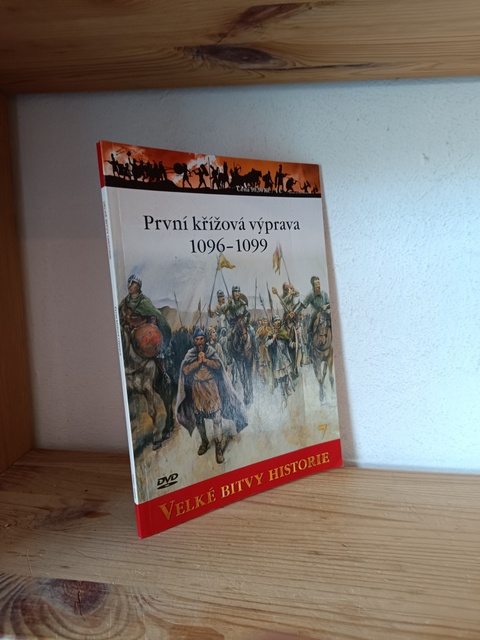 První křížová výprava
1096–1099
DVD
VELKÉ BITVY HISTORIE